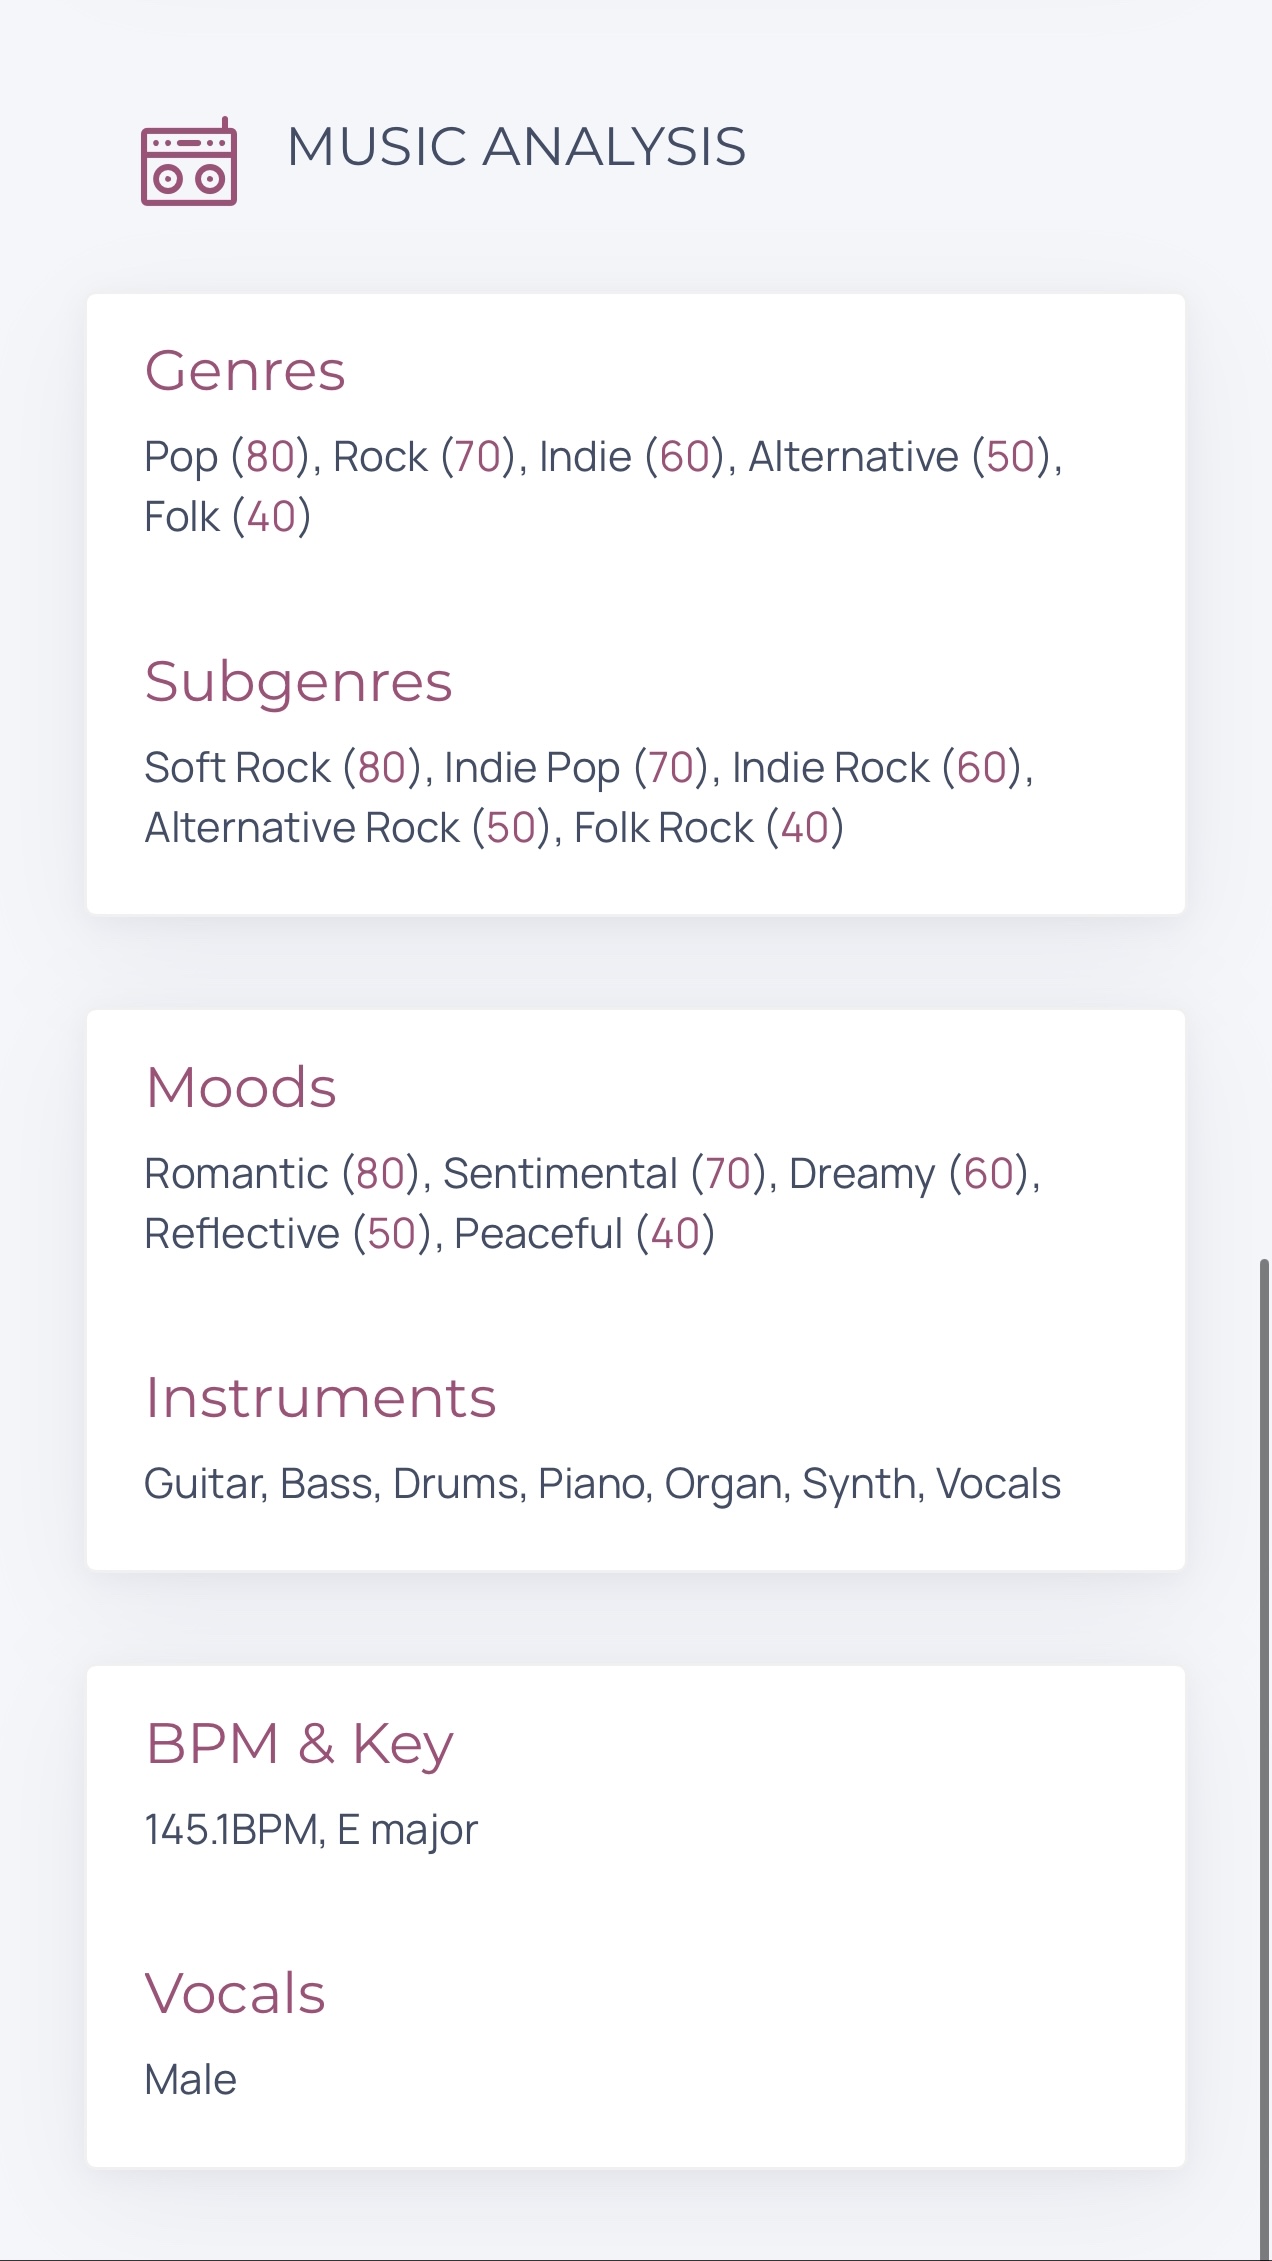 MUSIC ANALYSIS
Genres
Pop (80), Rock (70), Indie (60), Alternative (50),
Folk (40)
Subgenres
Soft Rock (80), Indie Pop (70), Indie Rock (60),
Alternative Rock (50), Folk Rock (40)
Moods
Romantic (80), Sentimental (70), Dreamy (60),
Reflective (50), Peaceful (40)
Instruments
Guitar, Bass, Drums, Piano, Organ, Synth, Vocals
BPM & Key
145.1BPM, E major
Vocals
Male